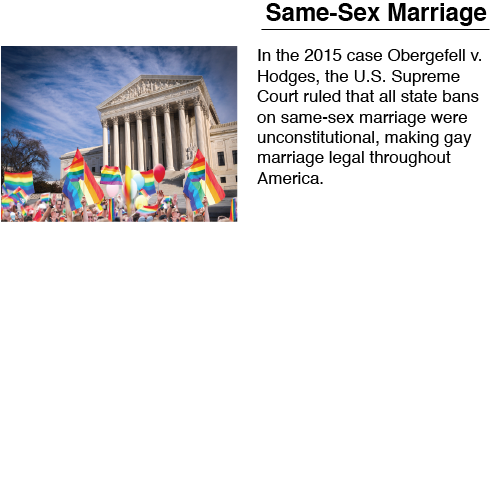 Same-Sex Marriage
In the 2015 case Obergefell v.
Hodges, the U.S. Supreme
Court ruled that all state bans
on same-sex marriage were
unconstitutional, making gay
marriage legal throughout
America.